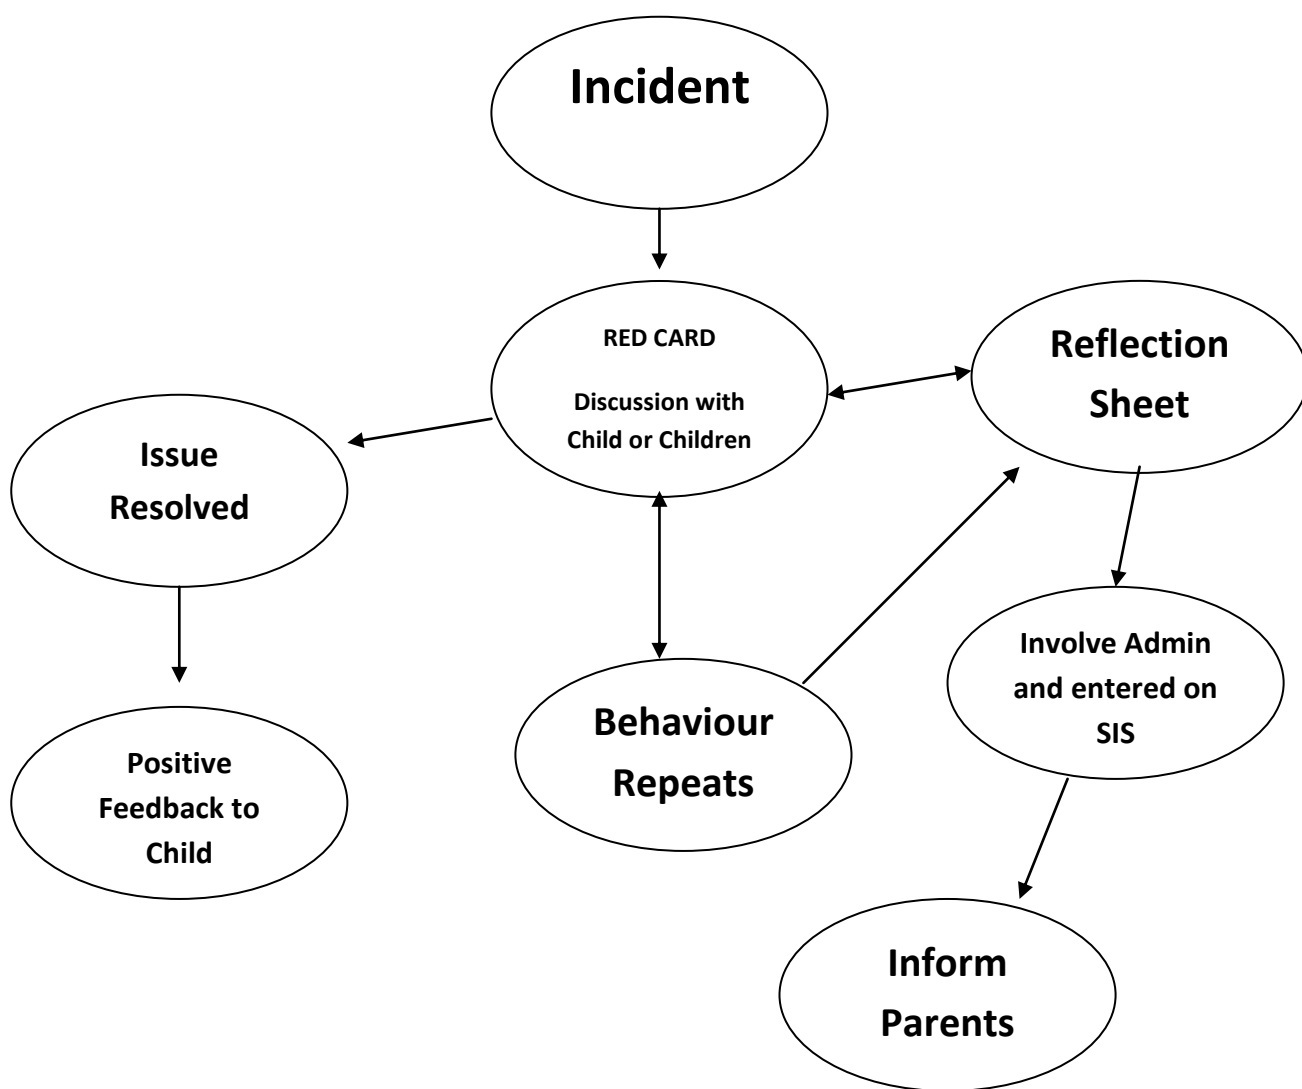 Incident
RED CARD
Discussion with
Child or Children
Reflection
Sheet
Issue
Resolved
Involve Admin
and entered on
SIS
Behaviour
Repeats
Positive
Feedback to
Child
Inform
Parents